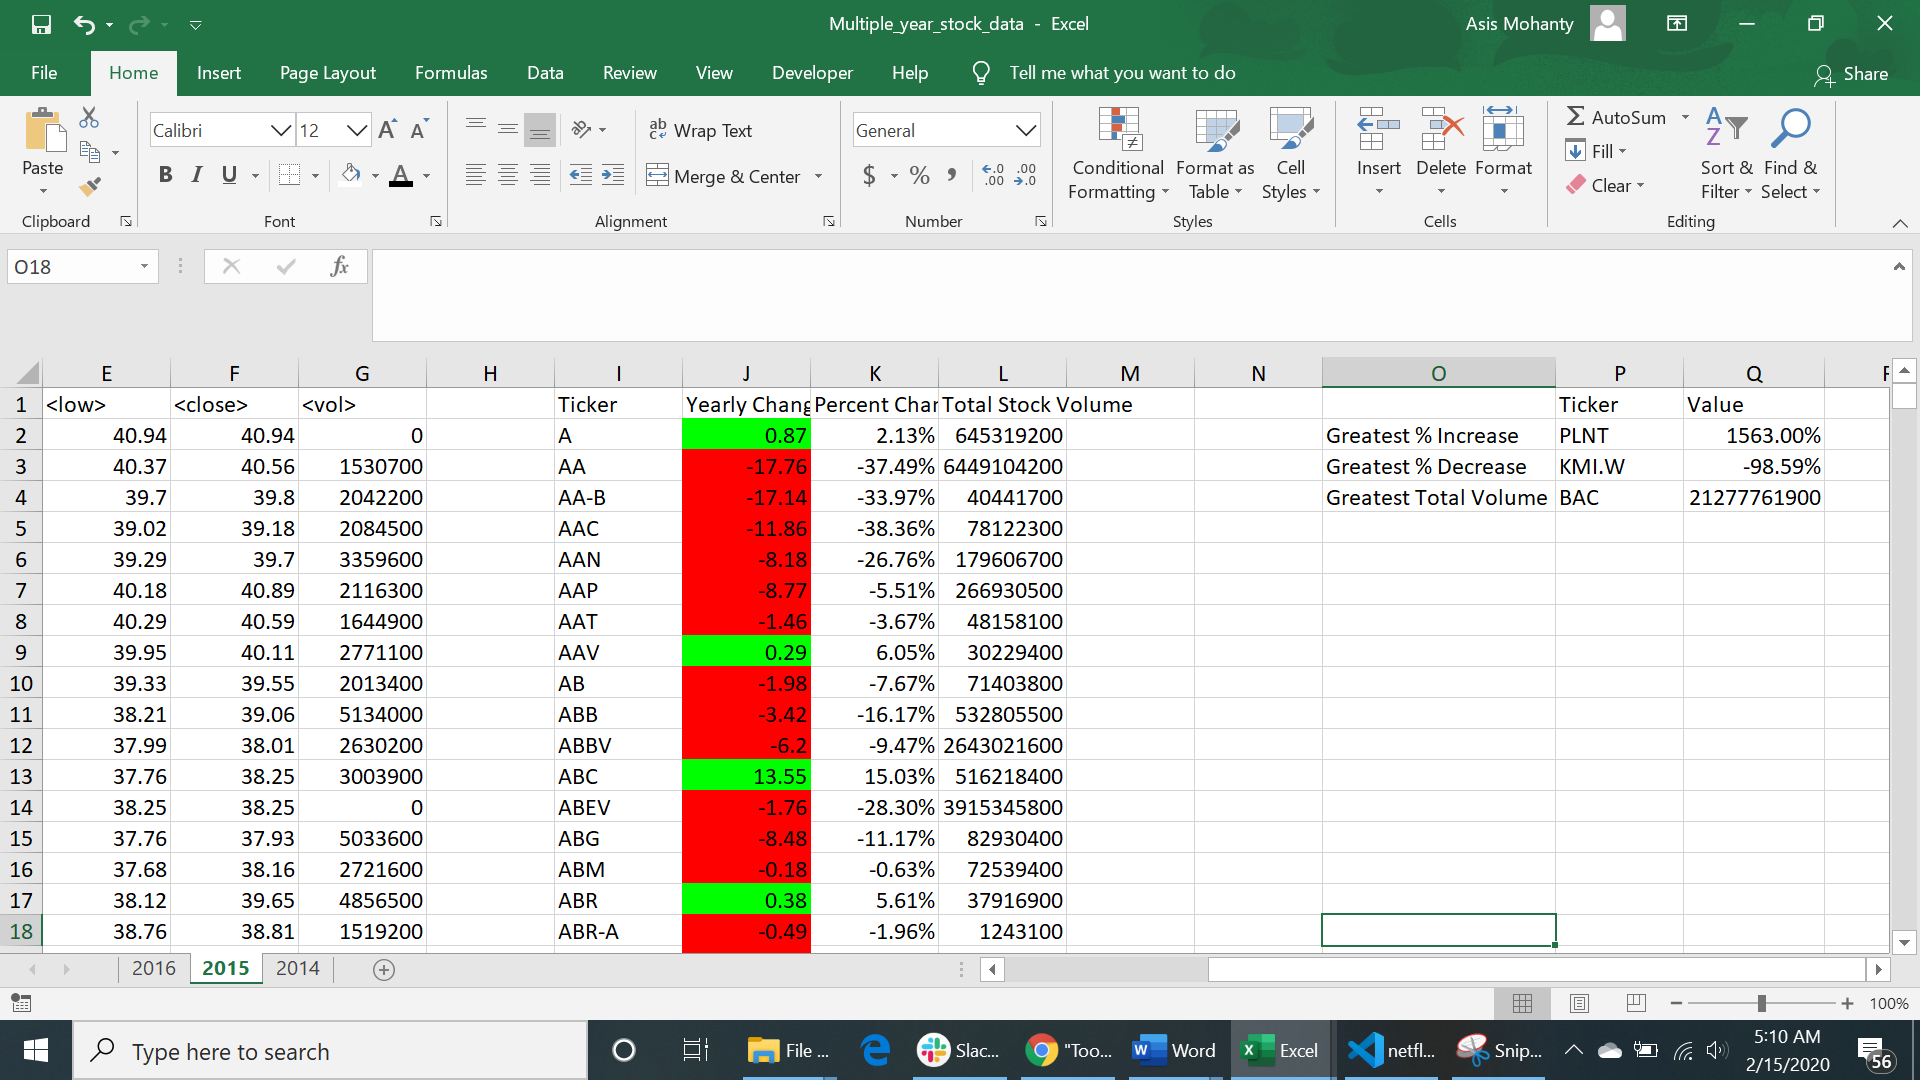 Multiple_year_stock_data - Excel
Asis Mohanty
File Home Insert Page Layout Formulas Data Review View Developer Help Tell me what you want to do Share
Calibri 12 A A ab Wrap Text General AutoSum
Paste Conditional Formatting Format as Table Cell Styles Insert Delete Format Fill Sort & Filter Find & Select
B I U A Merge & Center $ % , .00 .0 Clear
Clipboard Font Alignment Number Styles Cells Editing
O18 fx
E F G H I J K L M N O P Q
1 <low> <close> <vol> Ticker Yearly Chang Percent Char Total Stock Volume Ticker Value
2 40.94 40.94 0 A 0.87 2.13% 645319200 Greatest % Increase PLNT 1563.00%
3 40.37 40.56 1530700 AA -17.76 -37.49% 6449104200 Greatest % Decrease KMI.W -98.59%
4 39.7 39.8 2042200 AA-B -17.14 -33.97% 40441700 Greatest Total Volume BAC 21277761900
5 39.02 39.18 2084500 AAC -11.86 -38.36% 78122300
6 39.29 39.7 3359600 AAN -8.18 -26.76% 179606700
7 40.18 40.89 2116300 AAP -8.77 -5.51% 266930500
8 40.29 40.59 1644900 AAT -1.46 -3.67% 48158100
9 39.95 40.11 2771100 AAV 0.29 6.05% 30229400
10 39.33 39.55 2013400 AB -1.98 -7.67% 71403800
11 38.21 39.06 5134000 ABB -3.42 -16.17% 532805500
12 37.99 38.01 2630200 ABBV -6.2 -9.47% 2643021600
13 37.76 38.25 3003900 ABC 13.55 15.03% 516218400
14 38.25 38.25 0 ABEV -1.76 -28.30% 3915345800
15 37.76 37.93 5033600 ABG -8.48 -11.17% 82930400
16 37.68 38.16 2721600 ABM -0.18 -0.63% 72539400
17 38.12 39.65 4856500 ABR 0.38 5.61% 37916900
18 38.76 38.81 1519200 ABR-A -0.49 -1.96% 1243100
2016 2015 2014
100%
Type here to search File ... Slac... "Too... Word Excel netfl... Snip... 5:10 AM
2/15/2020 56